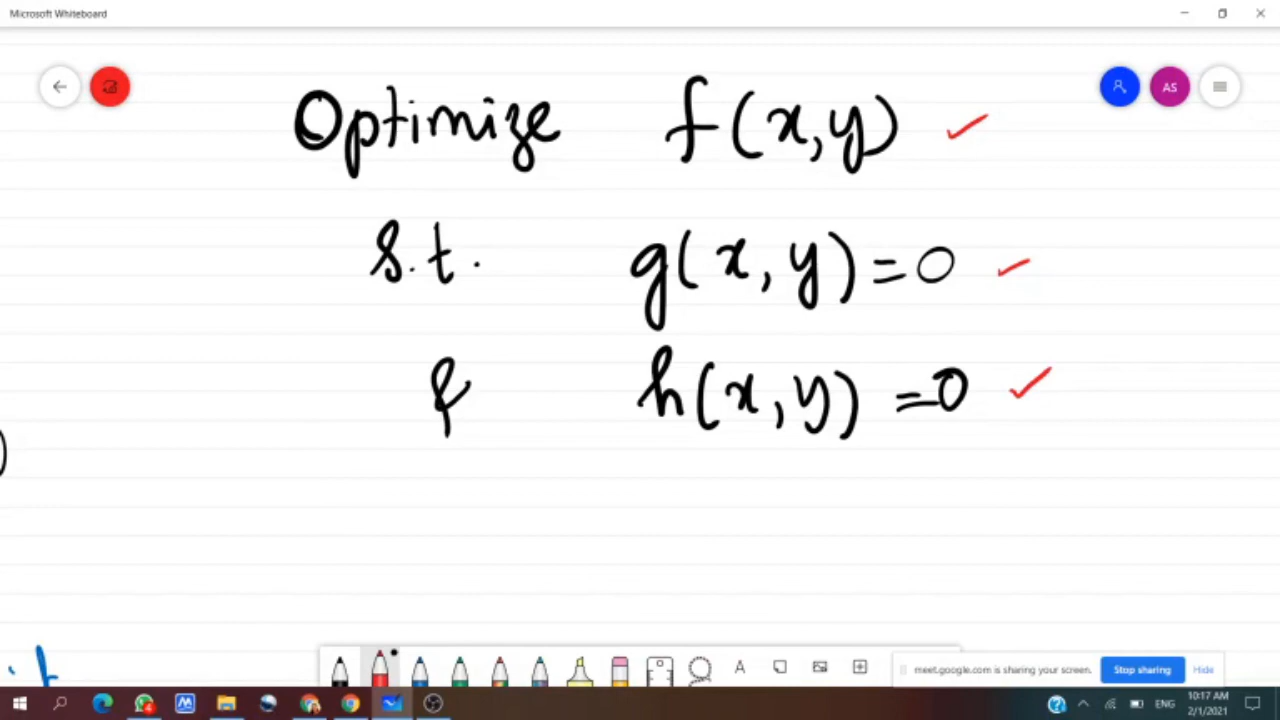 Microsoft Whiteboard
AS
Optimize f(x,y)
s.t. g(x,y)=0
& h(x,y)=0
meet.google.com is sharing your screen. Stop sharing Hide
ENG
10:17 AM
2/1/2021